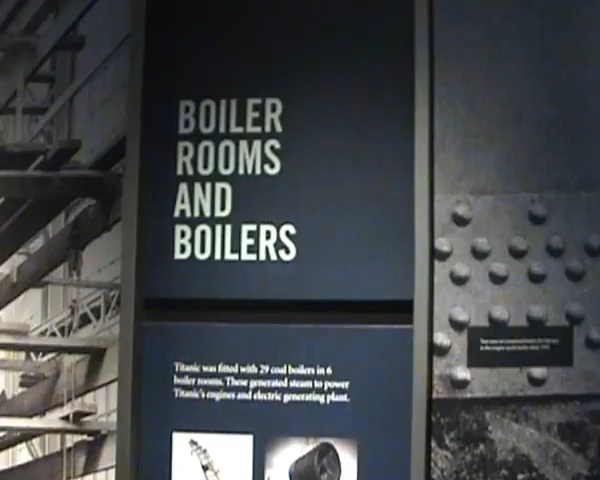 BOILER
ROOMS
AND
BOILERS
Titanic was fitted with 29 coal boilers in 6
boiler rooms. These generated steam to power
Titanic's engines and electric generating plant.